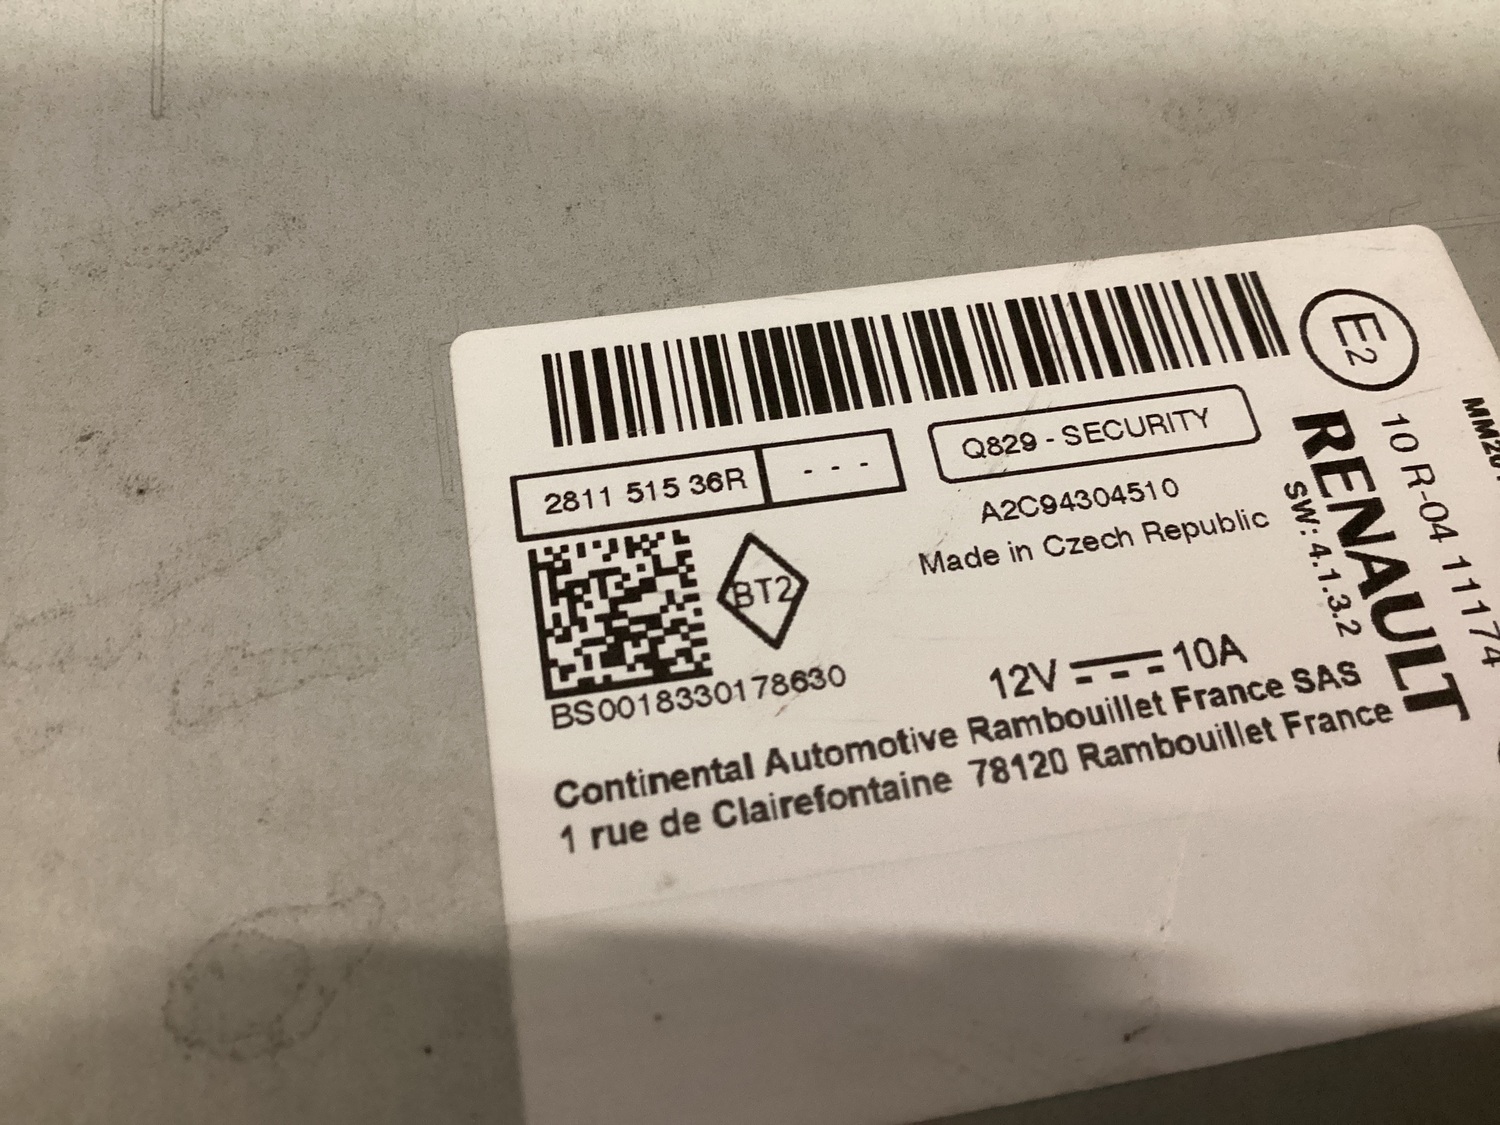 2811 515 36R
- - -
Q829 - SECURITY
A2C94304510
Made in Czech Republic
BT2
BS0018330178630
12V 10A
Continental Automotive Rambouillet France SAS
1 rue de Clairefontaine 78120 Rambouillet France
E2
10 R-04 11174
RENAULT
SW: 4.1.3.2